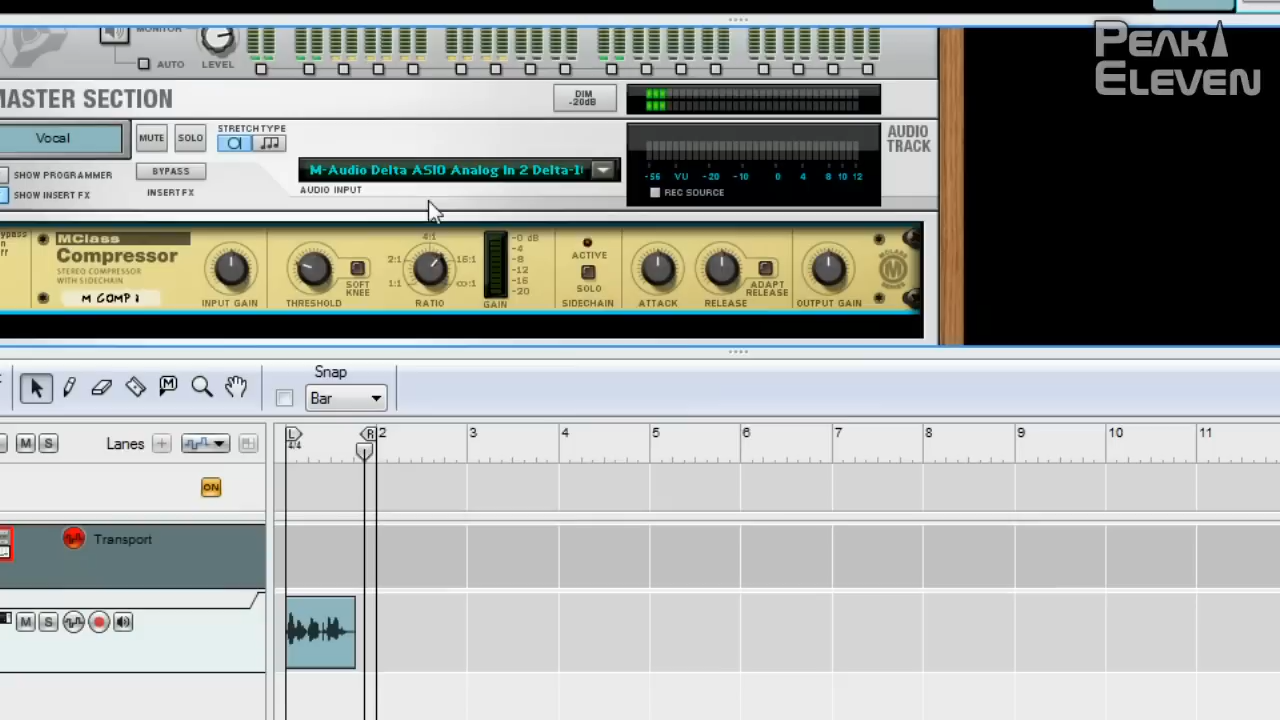 PEAK
ELEVEN
MONITOR
AUTO
LEVEL
MASTER SECTION
DIM
-20dB
Vocal
MUTE
SOLO
STRETCH TYPE
AUDIO
TRACK
M-Audio Delta ASIO Analog In 2 Delta-1
AUDIO INPUT
-56 VU -20 -10 0 4 8 10 12
REC SOURCE
SHOW PROGRAMMER
BYPASS
SHOW INSERT FX
INSERT FX
MClass
Compressor
STEREO COMPRESSOR
WITH SIDECHAIN
M COMP 1
INPUT GAIN
THRESHOLD
SOFT
KNEE
4:1
2:1
16:1
1:1
∞:1
RATIO
-0 dB
-4
-8
-12
-16
-20
GAIN
ACTIVE
SOLO
SIDECHAIN
ATTACK
RELEASE
ADAPT
RELEASE
OUTPUT GAIN
M
Snap
Bar
M S
Lanes
L
4/4
R
2 3 4 5 6 7 8 9 10 11
ON
Transport
M S